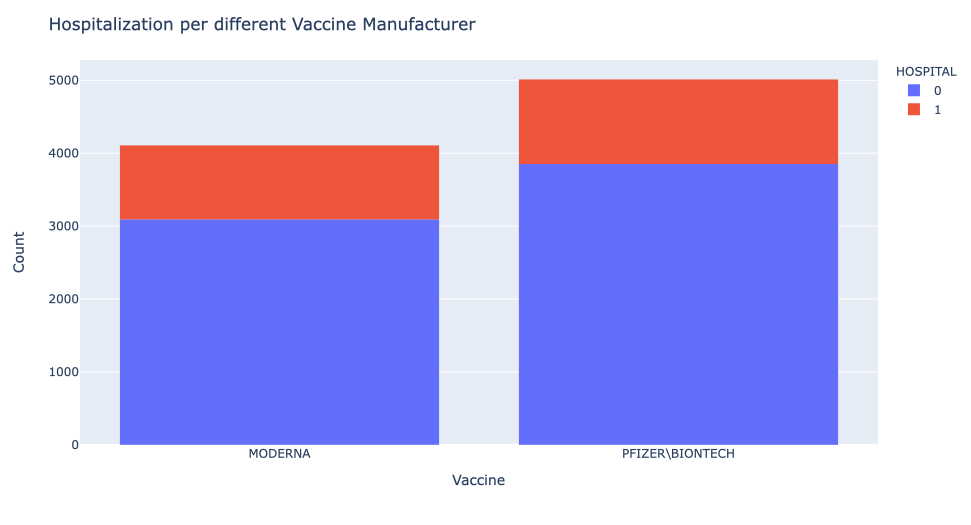 Hospitalization per different Vaccine Manufacturer
HOSPITAL
0
1
5000
4000
3000
2000
1000
0
Count
MODERNA
PFIZER\BIONTECH
Vaccine